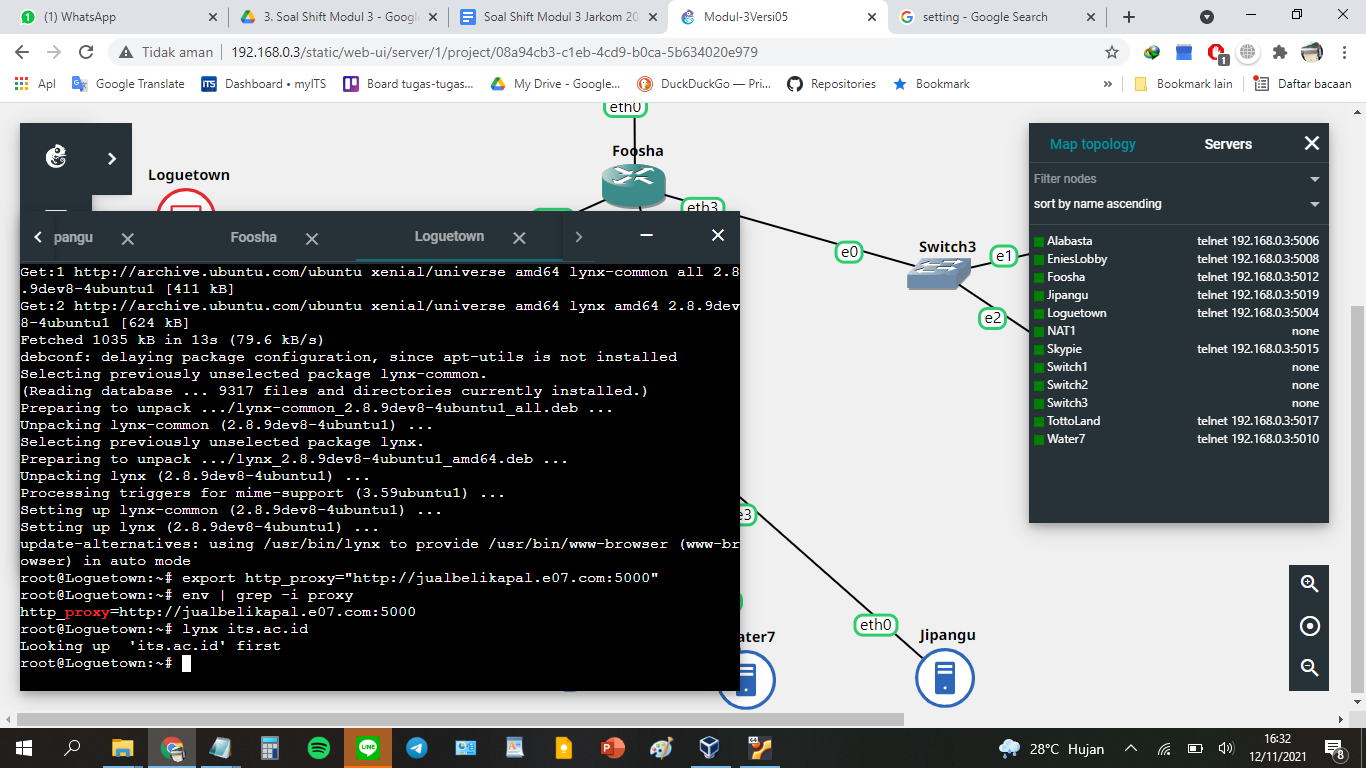 (1) WhatsApp
3. Soal Shift Modul 3 - Googl
Soal Shift Modul 3 Jarkom 20
Modul-3Versi05
setting - Google Search
Tidak aman
192.168.0.3/static/web-ui/server/1/project/08a94cb3-c1eb-4cd9-b0ca-5b634020e979
1
Apl
Google Translate
ITS
Dashboard • myITS
Board tugas-tugas...
My Drive - Google...
DuckDuckGo — Pri...
Repositories
Bookmark
»
Bookmark lain
Daftar bacaan
eth0
Foosha
Loguetown
eth3
e0
Switch3
e1
e2
Map topology
Servers
Filter nodes
sort by name ascending
Alabasta telnet 192.168.0.3:5006
EniesLobby telnet 192.168.0.3:5008
Foosha telnet 192.168.0.3:5012
Jipangu telnet 192.168.0.3:5019
Loguetown telnet 192.168.0.3:5004
NAT1 none
Skypie telnet 192.168.0.3:5015
Switch1 none
Switch2 none
Switch3 none
TottoLand telnet 192.168.0.3:5017
Water7 telnet 192.168.0.3:5010
pangu
Foosha
Loguetown
Get:1 http://archive.ubuntu.com/ubuntu xenial/universe amd64 lynx-common all 2.8
.9dev8-4ubuntu1 [411 kB]
Get:2 http://archive.ubuntu.com/ubuntu xenial/universe amd64 lynx amd64 2.8.9dev
8-4ubuntu1 [624 kB]
Fetched 1035 kB in 13s (79.6 kB/s)
debconf: delaying package configuration, since apt-utils is not installed
Selecting previously unselected package lynx-common.
(Reading database ... 9317 files and directories currently installed.)
Preparing to unpack .../lynx-common_2.8.9dev8-4ubuntu1_all.deb ...
Unpacking lynx-common (2.8.9dev8-4ubuntu1) ...
Selecting previously unselected package lynx.
Preparing to unpack .../lynx_2.8.9dev8-4ubuntu1_amd64.deb ...
Unpacking lynx (2.8.9dev8-4ubuntu1) ...
Processing triggers for mime-support (3.59ubuntu1) ...
Setting up lynx-common (2.8.9dev8-4ubuntu1) ...
Setting up lynx (2.8.9dev8-4ubuntu1) ...
update-alternatives: using /usr/bin/lynx to provide /usr/bin/www-browser (www-br
owser) in auto mode
root@Loguetown:~# export http_proxy="http://jualbelikapal.e07.com:5000"
root@Loguetown:~# env | grep -i proxy
http_proxy=http://jualbelikapal.e07.com:5000
root@Loguetown:~# lynx its.ac.id
Looking up  'its.ac.id' first
root@Loguetown:~#
e3
ater7
eth0
Jipangu
LINE
64
28°C Hujan
16:32
12/11/2021
8